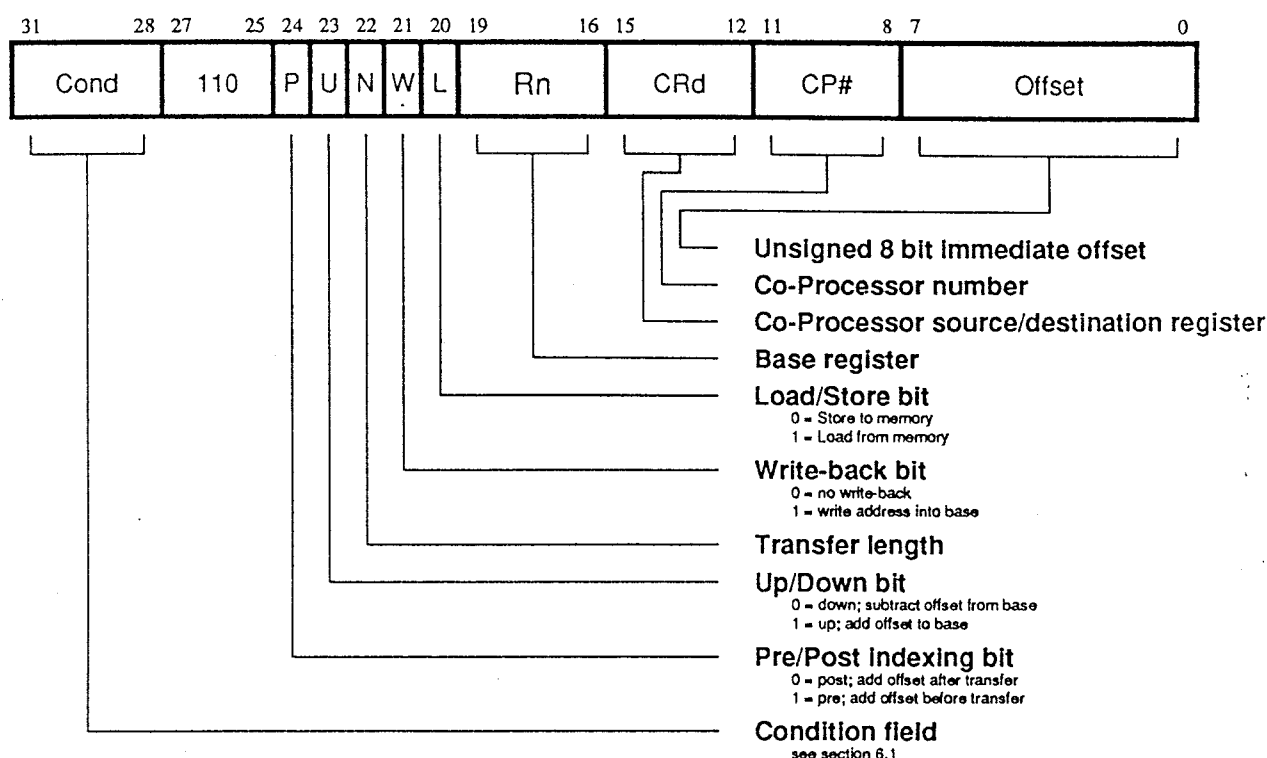 31 28 27 25 24 23 22 21 20 19 16 15 12 11 8 7 0
Cond 110 P U N W L Rn CRd CP# Offset
Unsigned 8 bit immediate offset
Co-Processor number
Co-Processor source/destination register
Base register
Load/Store bit
0 = Store to memory
1 = Load from memory
Write-back bit
0 = no write-back
1 = write address into base
Transfer length
Up/Down bit
0 = down; subtract offset from base
1 = up; add offset to base
Pre/Post indexing bit
0 = post; add offset after transfer
1 = pre; add offset before transfer
Condition field
see section 6.1